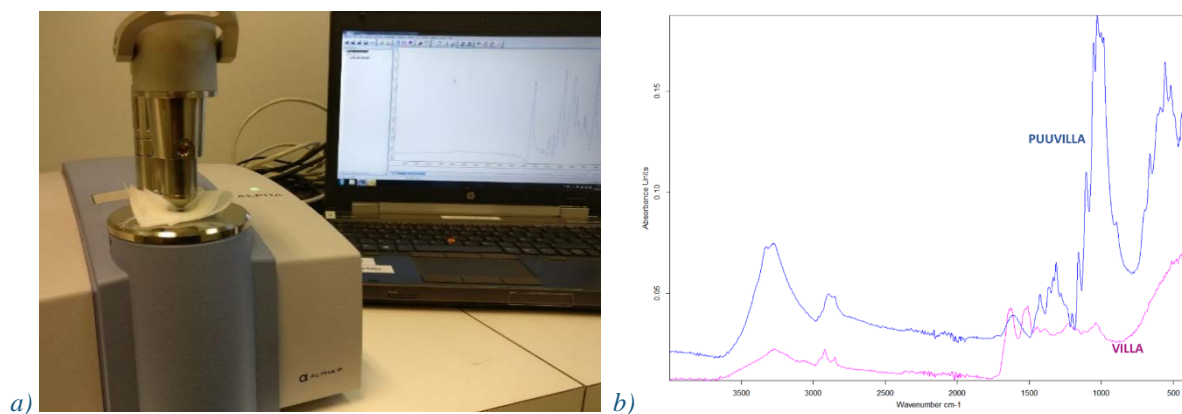 ALPHA
α ALPHA-P
a)
0.15
0.10
0.05
Absorbance Units
PUUVILLA
VILLA
3500 3000 2500 2000 1500 1000 500
Wavenumber cm-1
b)